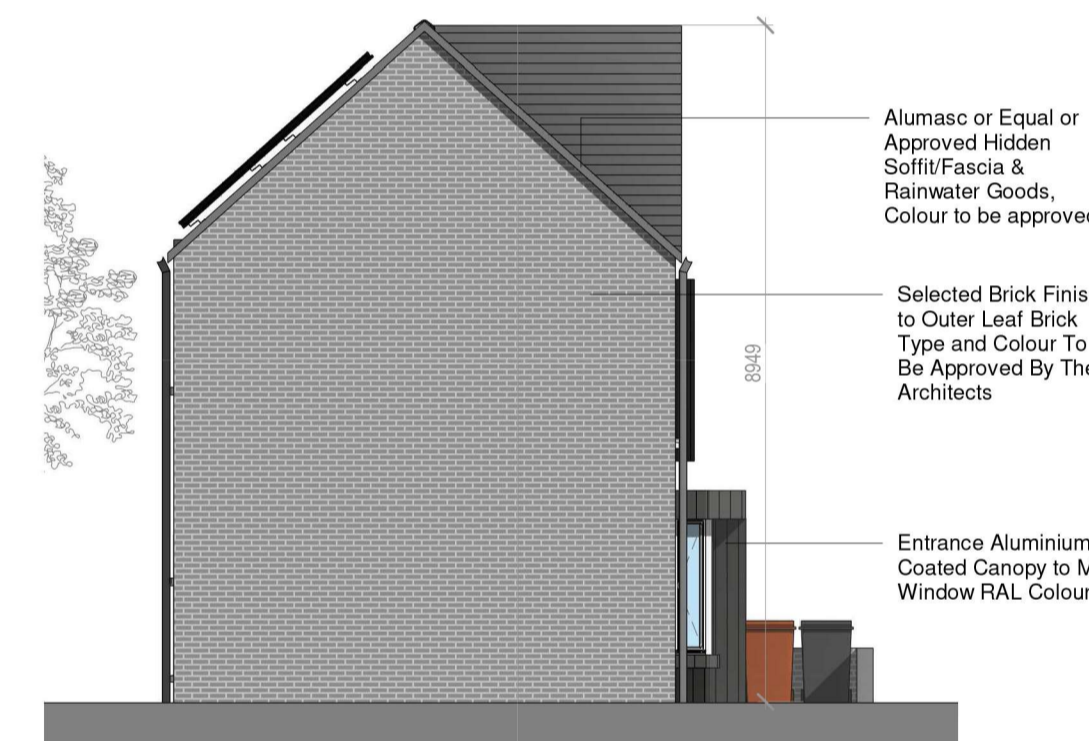 Alumasc or Equal or
Approved Hidden
Soffit/Fascia &
Rainwater Goods,
Colour to be approved
Selected Brick Finis
to Outer Leaf Brick
Type and Colour To
Be Approved By The
Architects
8949
Entrance Aluminium
Coated Canopy to M
Window RAL Colour